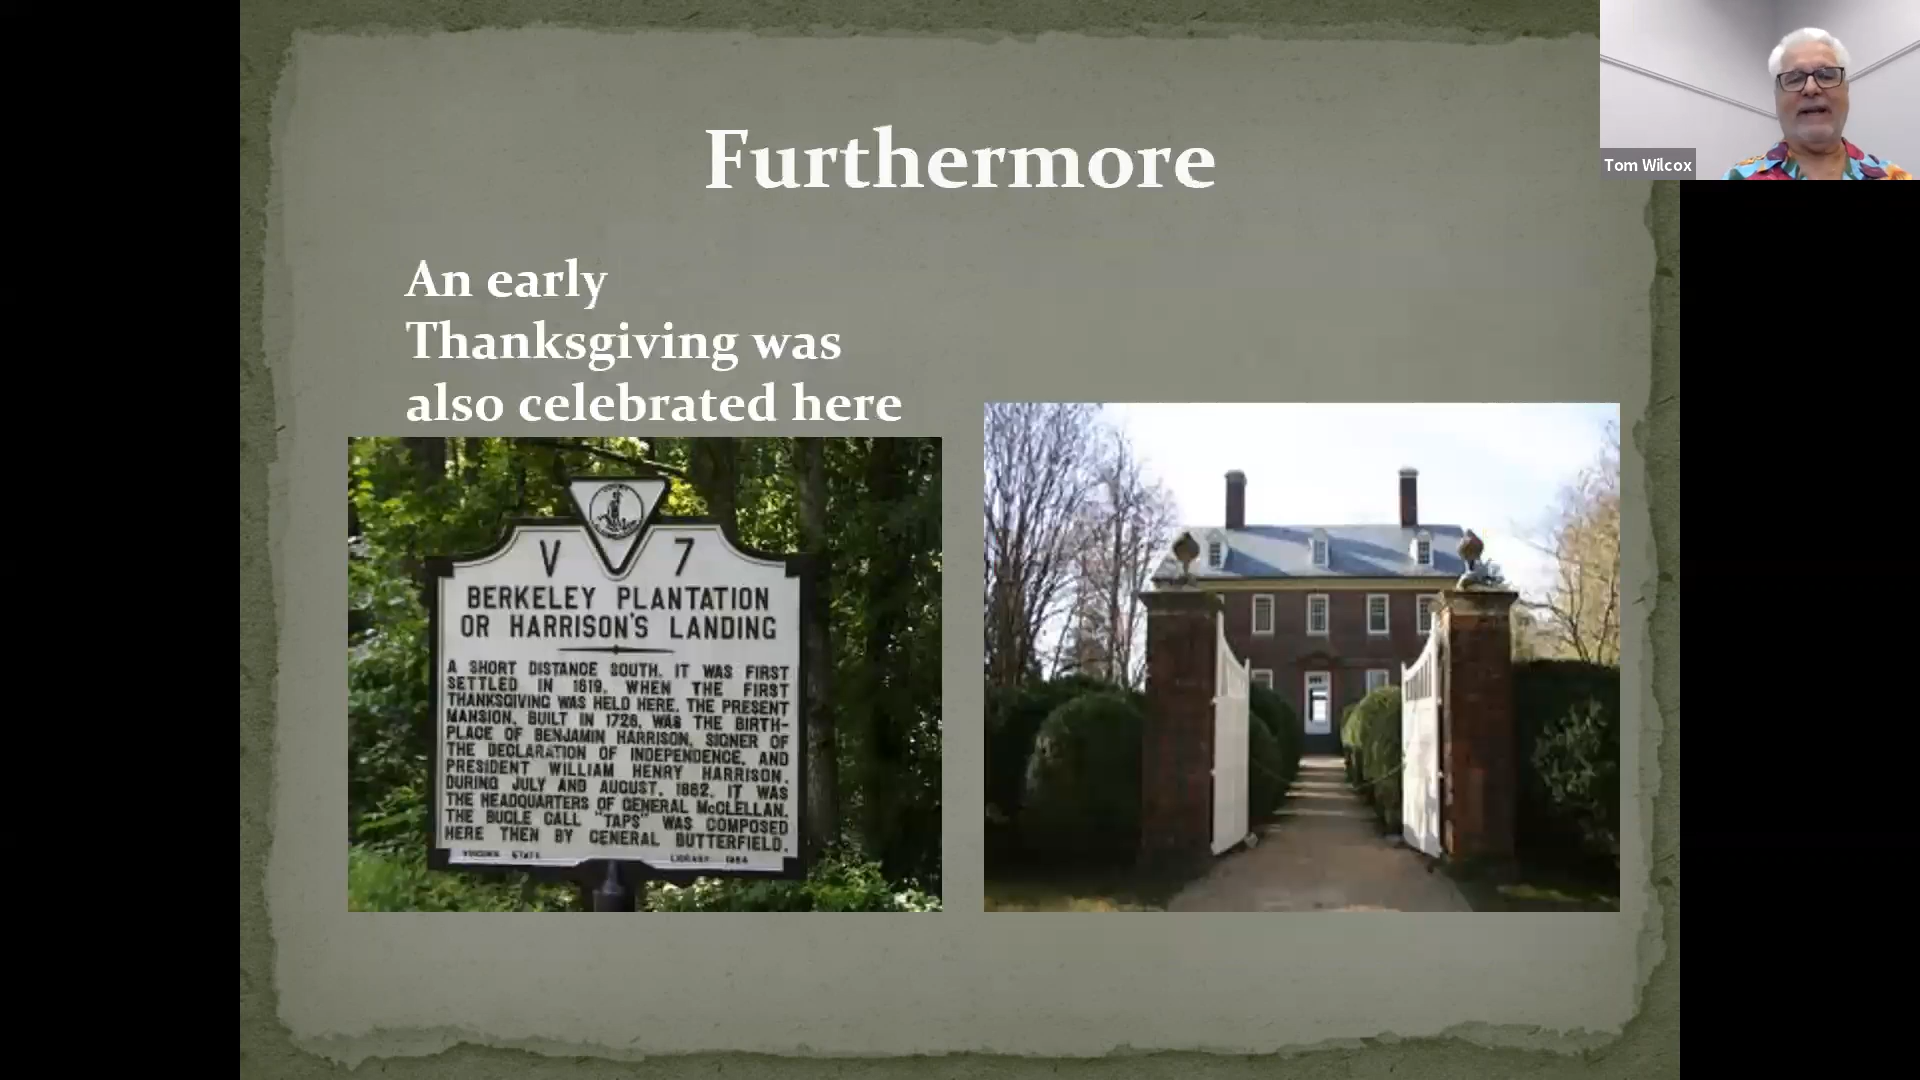 Furthermore
Tom Wilcox
An early
Thanksgiving was
also celebrated here
V 7
BERKELEY PLANTATION
OR HARRISON'S LANDING
A SHORT DISTANCE SOUTH. IT WAS FIRST
SETTLED IN 1619, WHEN THE FIRST
THANKSGIVING WAS HELD HERE. THE PRESENT
MANSION, BUILT IN 1726, WAS THE BIRTH-
PLACE OF BENJAMIN HARRISON, SIGNER OF
THE DECLARATION OF INDEPENDENCE, AND
PRESIDENT WILLIAM HENRY HARRISON.
DURING JULY AND AUGUST, 1862, IT WAS
THE HEADQUARTERS OF GENERAL McCLELLAN.
THE BUGLE CALL "TAPS" WAS COMPOSED
HERE THEN BY GENERAL BUTTERFIELD.
VIRGINIA STATE LIBRARY